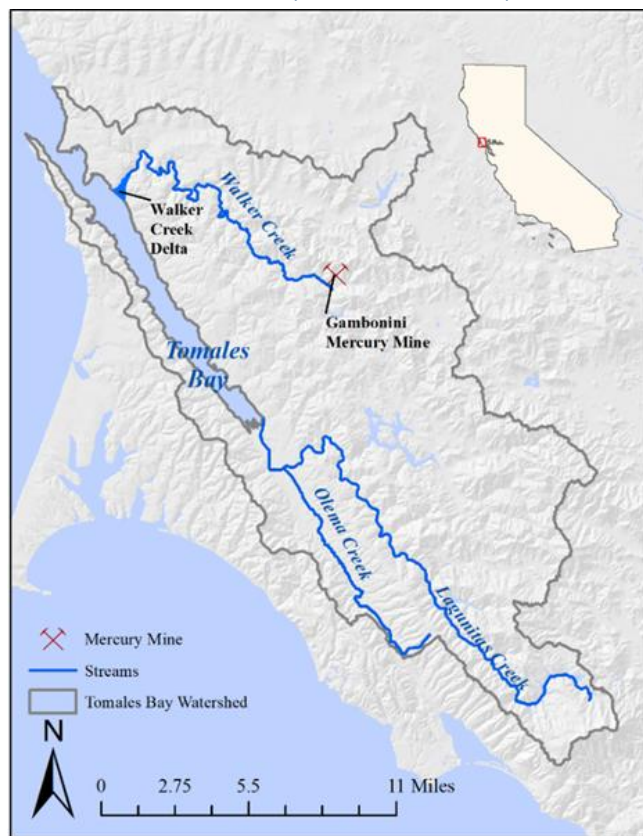 Walker Creek
Walker
Creek
Delta
Gambonini
Mercury Mine
Tomales
Bay
Olema Creek
Lagunitas Creek
Mercury Mine
Streams
Tomales Bay Watershed
N
0 2.75 5.5 11 Miles